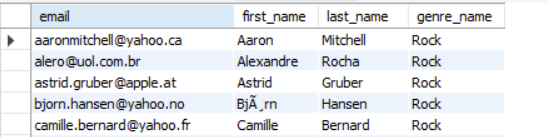 email first_name last_name genre_name
aaronmitchell@yahoo.ca Aaron Mitchell Rock
alero@uol.com.br Alexandre Rocha Rock
astrid.gruber@apple.at Astrid Gruber Rock
bjorn.hansen@yahoo.no BjÃ¸rn Hansen Rock
camille.bernard@yahoo.fr Camille Bernard Rock